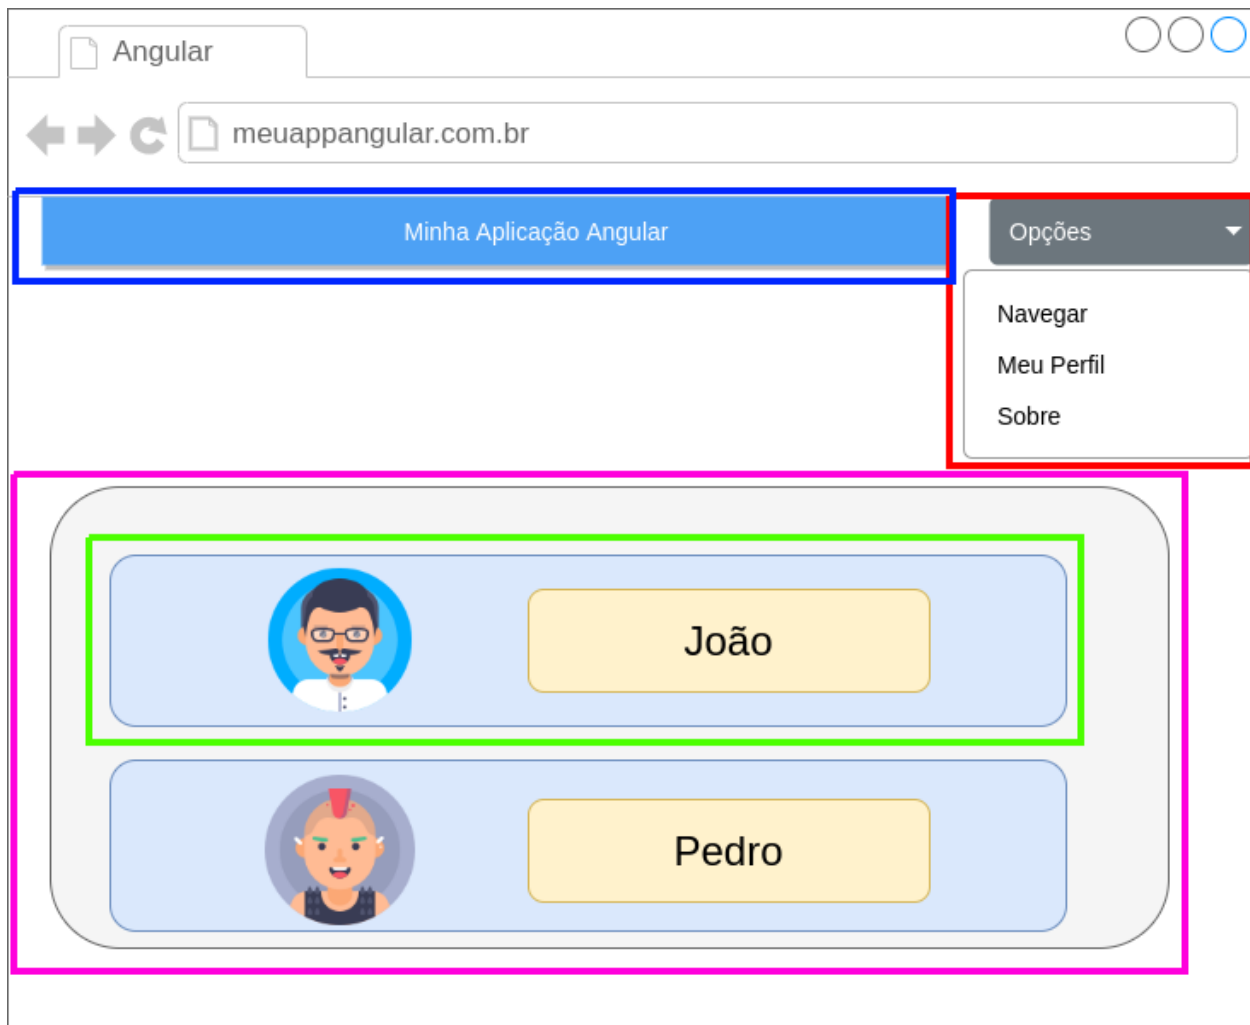 Angular
meuappangular.com.br
Minha Aplicação Angular
Opções
Navegar
Meu Perfil
Sobre
João
Pedro